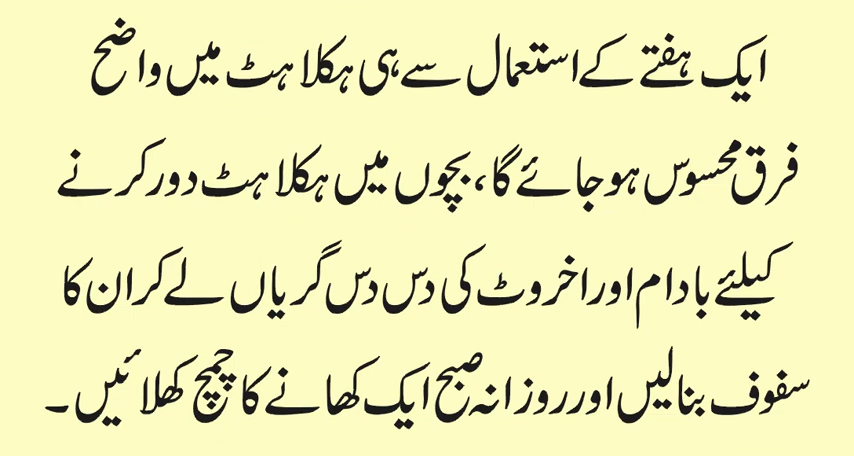 ایک ہفتے کے استعمال سے ہی ہکلاہٹ میں واضح
فرق محسوس ہوجائے گا، بچوں میں ہکلاہٹ دور کرنے
کیلئے بادام اور اخروٹ کی دس دس گریاں لے کر ان کا
سفوف بنالیں اور روزانہ صبح ایک کھانے کا چمچ کھلائیں۔